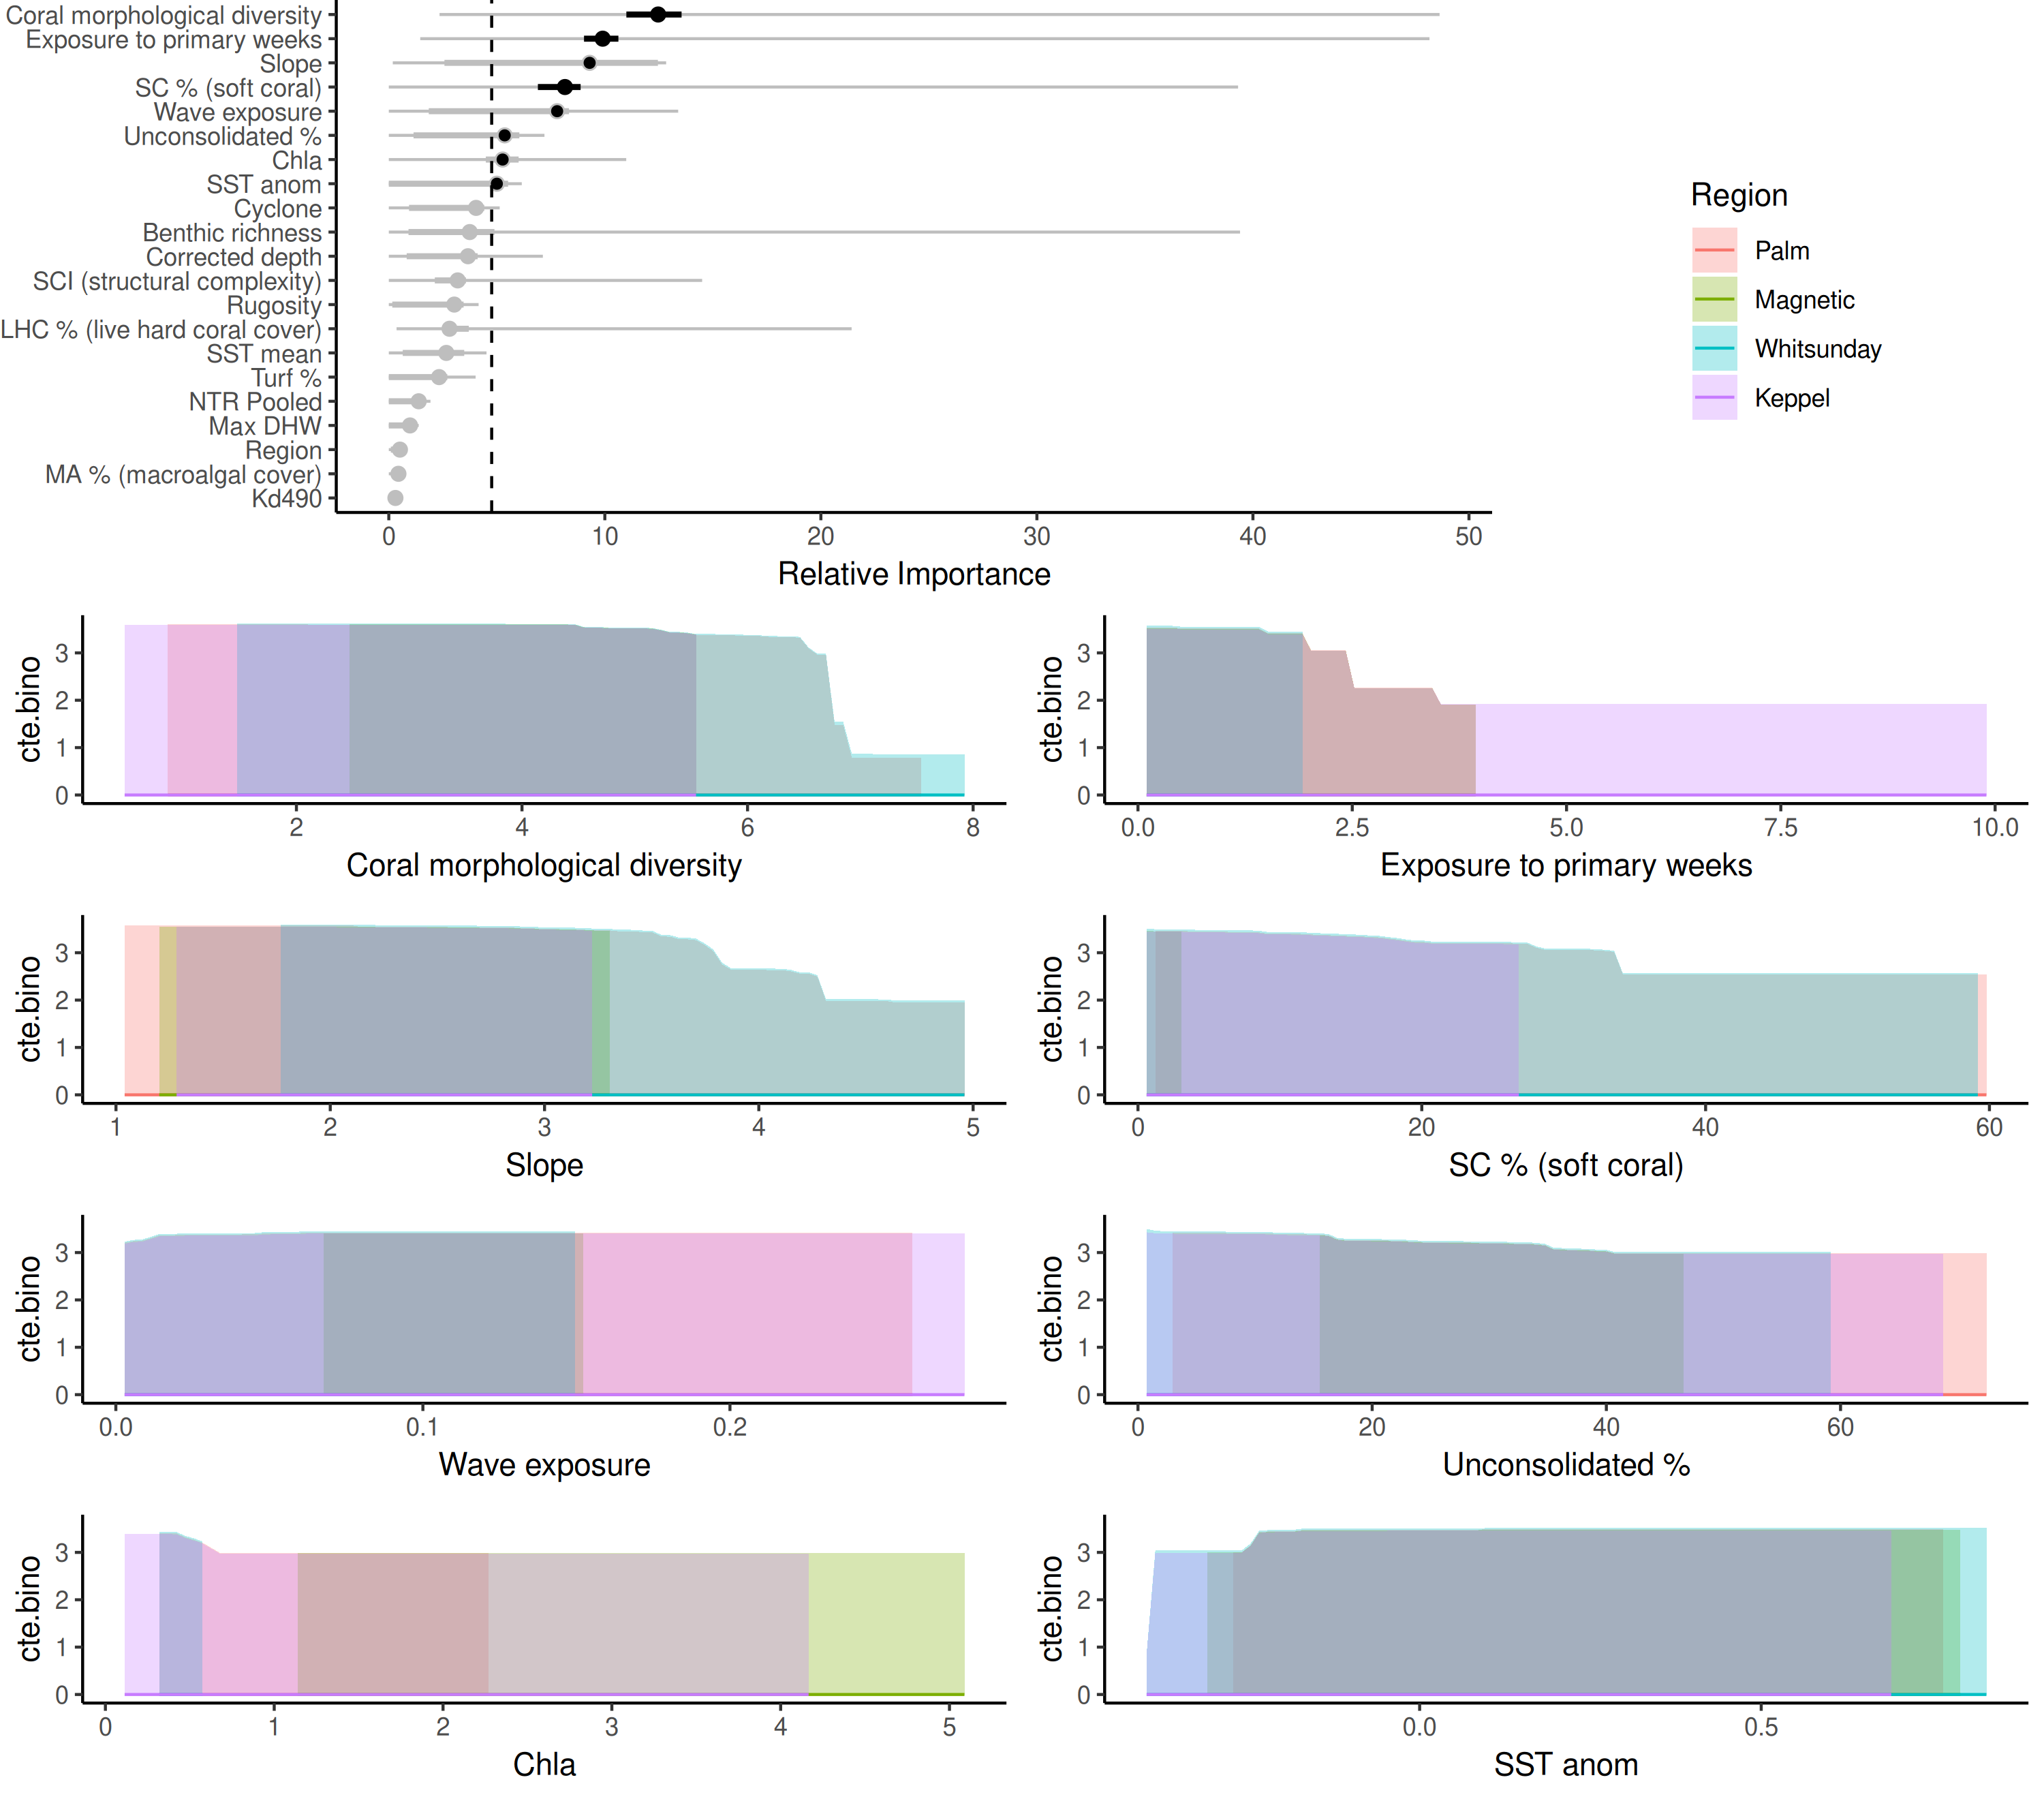 Coral morphological diversity
Exposure to primary weeks
Slope
SC % (soft coral)
Wave exposure
Unconsolidated %
Chla
SST anom
Cyclone
Benthic richness
Corrected depth
SCI (structural complexity)
Rugosity
LHC % (live hard coral cover)
SST mean
Turf %
NTR Pooled
Max DHW
Region
MA % (macroalgal cover)
Kd490
0 10 20 30 40 50
Relative Importance
Region
Palm
Magnetic
Whitsunday
Keppel
cte.bino
3
2
1
0
2 4 6 8
Coral morphological diversity
cte.bino
3
2
1
0
0.0 2.5 5.0 7.5 10.0
Exposure to primary weeks
cte.bino
3
2
1
0
1 2 3 4 5
Slope
cte.bino
3
2
1
0
0 20 40 60
SC % (soft coral)
cte.bino
3
2
1
0
0.0 0.1 0.2
Wave exposure
cte.bino
3
2
1
0
0 20 40 60
Unconsolidated %
cte.bino
3
2
1
0
0 1 2 3 4 5
Chla
cte.bino
3
2
1
0
0.0 0.5
SST anom